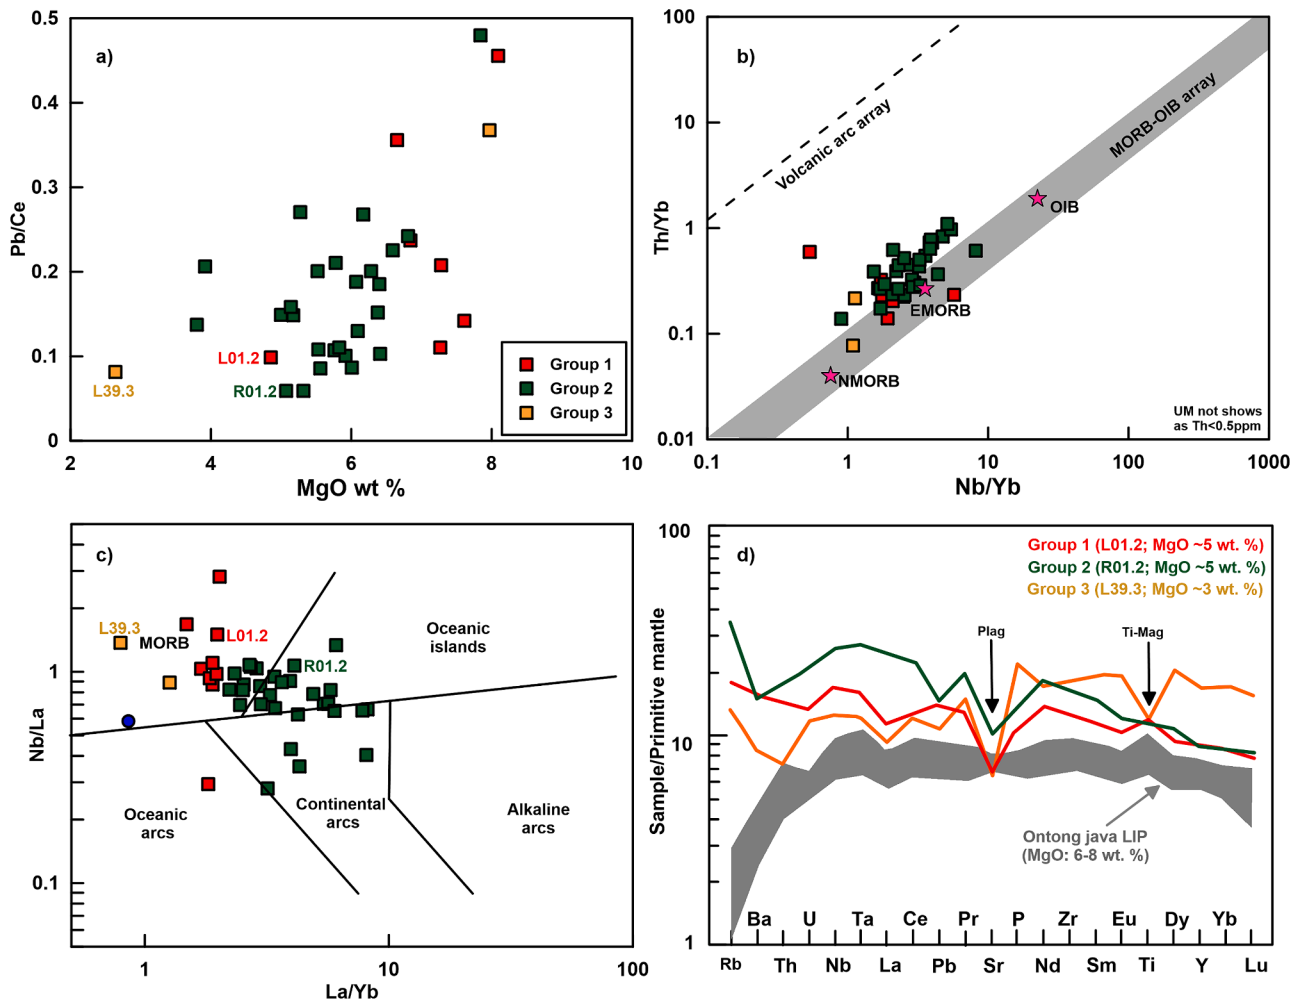 a)
0.5
0.4
0.3
0.2
0.1
0
Pb/Ce
L01.2
L39.3
R01.2
Group 1
Group 2
Group 3
2
4
6
8
10
MgO wt %
b)
100
10
1
0.1
0.01
Th/Yb
Volcanic arc array
MORB-OIB array
OIB
EMORB
NMORB
UM not shows
as Th<0.5ppm
0.1
1
10
100
1000
Nb/Yb
c)
1
0.1
Nb/La
L39.3
MORB
L01.2
R01.2
Oceanic
islands
Oceanic
arcs
Continental
arcs
Alkaline
arcs
1
10
100
La/Yb
d)
100
10
1
Sample/Primitive mantle
Group 1 (L01.2; MgO ~5 wt. %)
Group 2 (R01.2; MgO ~5 wt. %)
Group 3 (L39.3; MgO ~3 wt. %)
Plag
Ti-Mag
Ontong java LIP
(MgO: 6-8 wt. %)
Ba
U
Ta
Ce
Pr
P
Zr
Eu
Dy
Yb
Rb
Th
Nb
La
Pb
Sr
Nd
Sm
Ti
Y
Lu